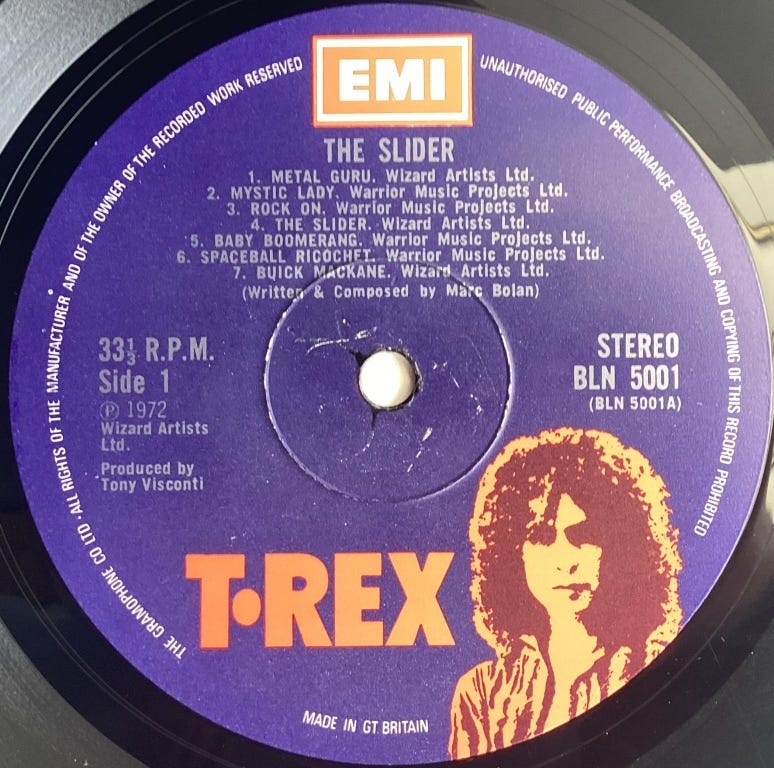 EMI
THE SLIDER
1. METAL GURU. Wizard Artists Ltd.
2. MYSTIC LADY. Warrior Music Projects Ltd.
3. ROCK ON. Warrior Music Projects Ltd.
4. THE SLIDER. Wizard Artists Ltd.
5. BABY BOOMERANG. Warrior Music Projects Ltd.
6. SPACEBALL RICOCHET. Warrior Music Projects Ltd.
7. BUICK MACKANE. Wizard Artists Ltd.
(Written & Composed by Marc Bolan)
33⅓ R.P.M.
Side 1
Ⓟ 1972
Wizard Artists
Ltd.
Produced by
Tony Visconti
STEREO
BLN 5001
(BLN 5001A)
T·REX
THE GRAMOPHONE CO LTD · ALL RIGHTS OF THE MANUFACTURER AND OF THE OWNER OF THE RECORDED WORK RESERVED
UNAUTHORISED PUBLIC PERFORMANCE BROADCASTING AND COPYING OF THIS RECORD PROHIBITED
MADE IN GT BRITAIN